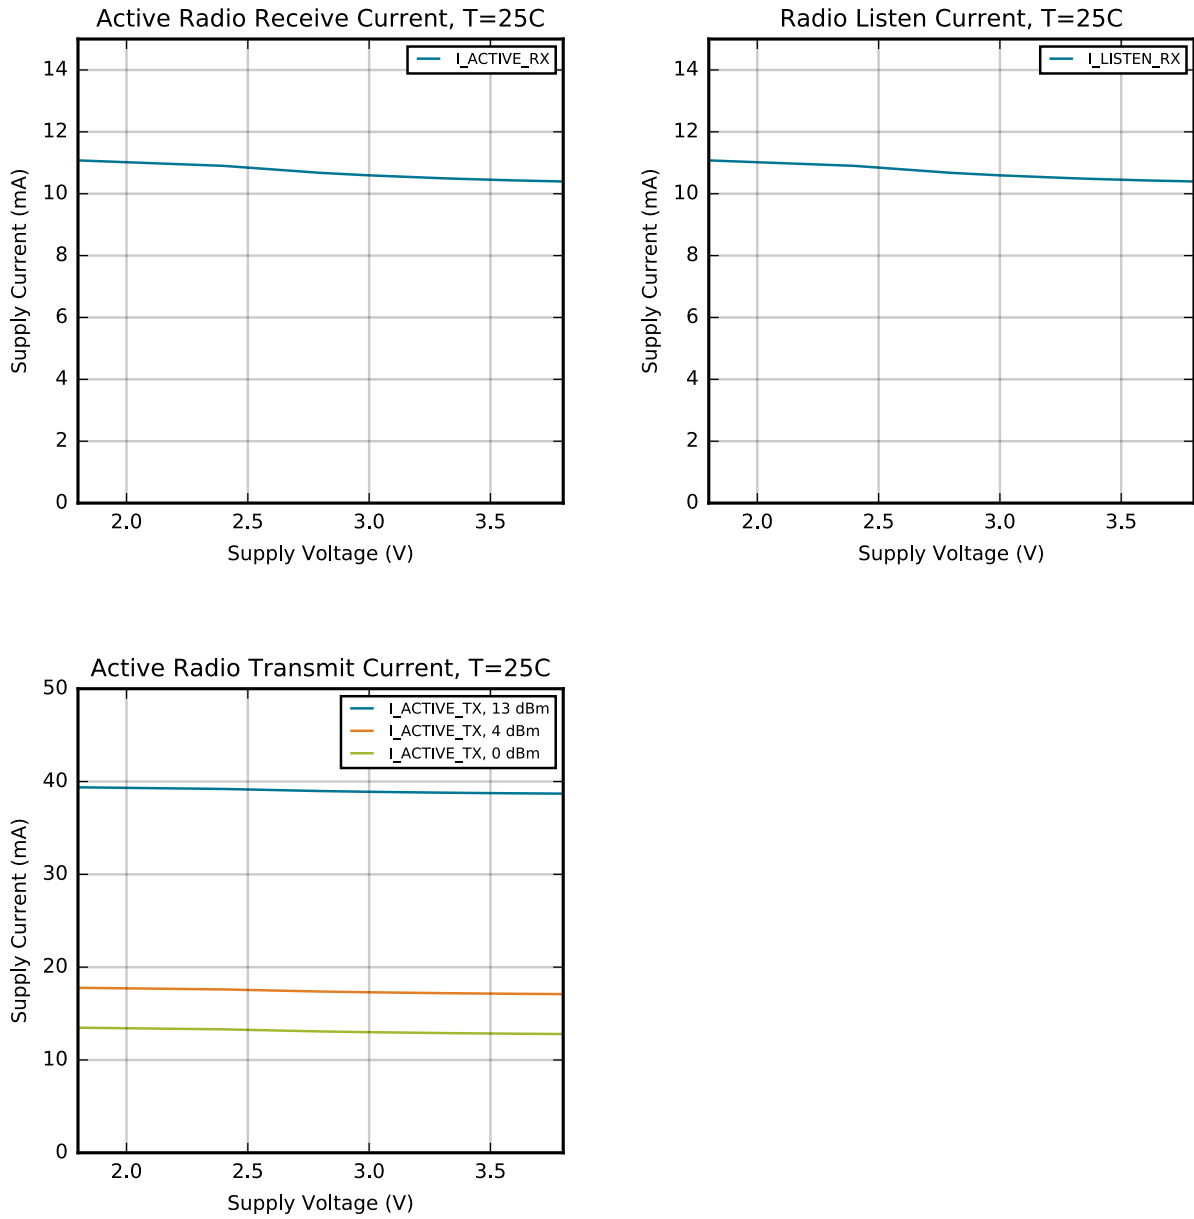 Active Radio Receive Current, T=25C
I_ACTIVE_RX
14
12
10
8
6
4
2
0
Supply Current (mA)
2.0 2.5 3.0 3.5
Supply Voltage (V)
Radio Listen Current, T=25C
I_LISTEN_RX
14
12
10
8
6
4
2
0
Supply Current (mA)
2.0 2.5 3.0 3.5
Supply Voltage (V)
Active Radio Transmit Current, T=25C
I_ACTIVE_TX, 13 dBm
I_ACTIVE_TX, 4 dBm
I_ACTIVE_TX, 0 dBm
50
40
30
20
10
0
Supply Current (mA)
2.0 2.5 3.0 3.5
Supply Voltage (V)